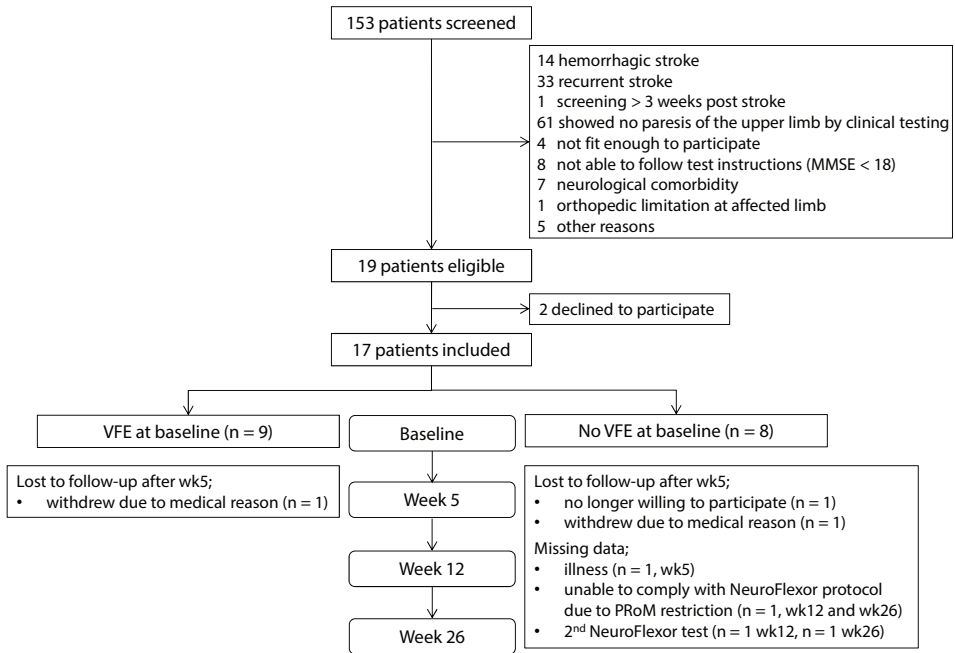 153 patients screened
14 hemorrhagic stroke
33 recurrent stroke
1 screening > 3 weeks post stroke
61 showed no paresis of the upper limb by clinical testing
4 not fit enough to participate
8 not able to follow test instructions (MMSE < 18)
7 neurological comorbidity
1 orthopedic limitation at affected limb
5 other reasons
19 patients eligible
2 declined to participate
17 patients included
VFE at baseline (n = 9)
Baseline
No VFE at baseline (n = 8)
Lost to follow-up after wk5;
• withdrew due to medical reason (n = 1)
Week 5
Week 12
Week 26
Lost to follow-up after wk5;
• no longer willing to participate (n = 1)
• withdrew due to medical reason (n = 1)
Missing data;
• illness (n = 1, wk5)
• unable to comply with NeuroFlexor protocol
due to PRoM restriction (n = 1, wk12 and wk26)
• 2nd NeuroFlexor test (n = 1 wk12, n = 1 wk26)